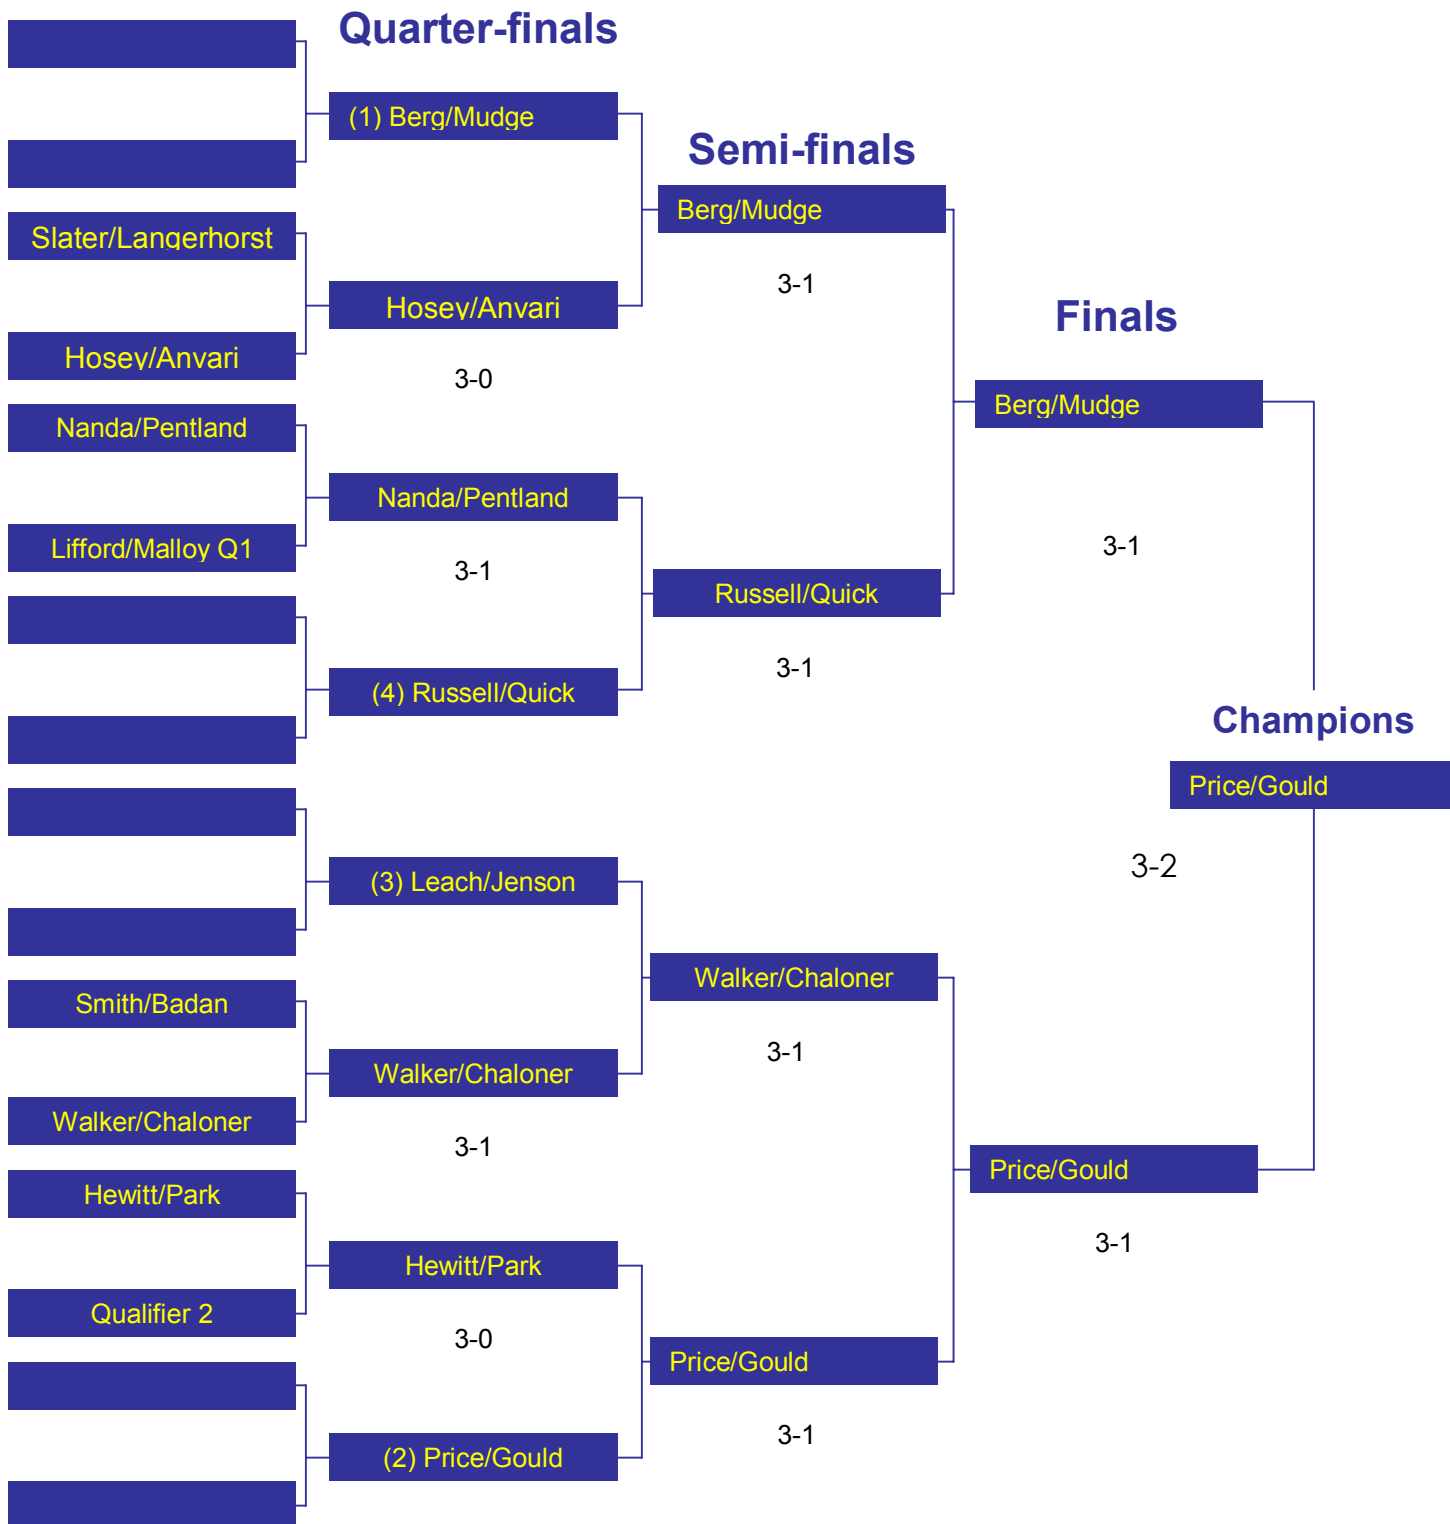 Quarter-finals
(1) Berg/Mudge
Semi-finals
Berg/Mudge
Slater/Langerhorst
3-1
Hosey/Anvari
Finals
Hosey/Anvari
3-0
Berg/Mudge
Nanda/Pentland
Nanda/Pentland
Lifford/Malloy Q1
3-1
3-1
Russell/Quick
3-1
(4) Russell/Quick
Champions
Price/Gould
3-2
(3) Leach/Jenson
Walker/Chaloner
Smith/Badan
3-1
Walker/Chaloner
Walker/Chaloner
3-1
Price/Gould
Hewitt/Park
3-1
Hewitt/Park
Qualifier 2
3-0
Price/Gould
3-1
(2) Price/Gould